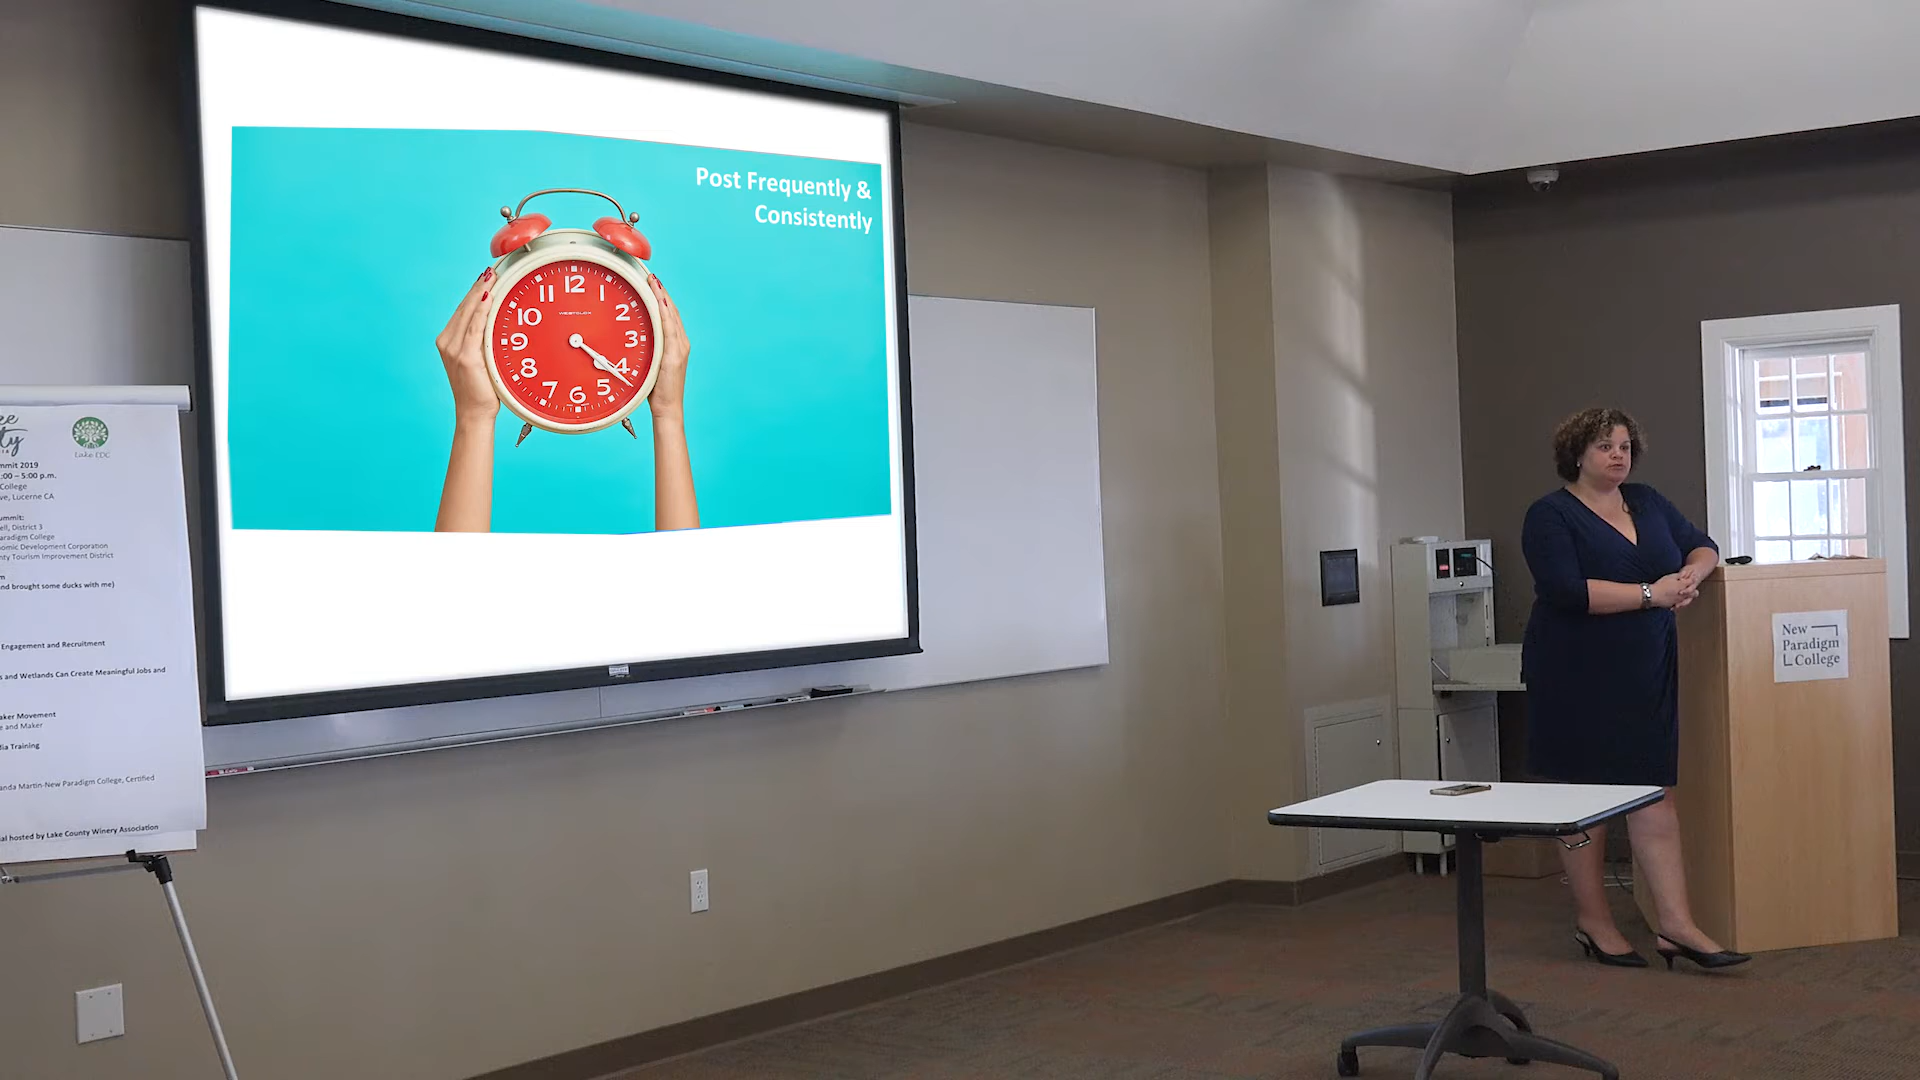 Post Frequently &
Consistently
12
1
2
3
4
5
6
7
8
9
10
11
WESTCLOX
Lake EDC
mmit 2019
:00 – 5:00 p.m.
College
ve, Lucerne CA
ummit:
ell, District 3
aradigm College
omic Development Corporation
nty Tourism Improvement District
m
nd brought some ducks with me)
Engagement and Recruitment
s and Wetlands Can Create Meaningful Jobs and
aker Movement
e and Maker
ia Training
anda Martin-New Paradigm College, Certified
ial hosted by Lake County Winery Association
New
Paradigm
College